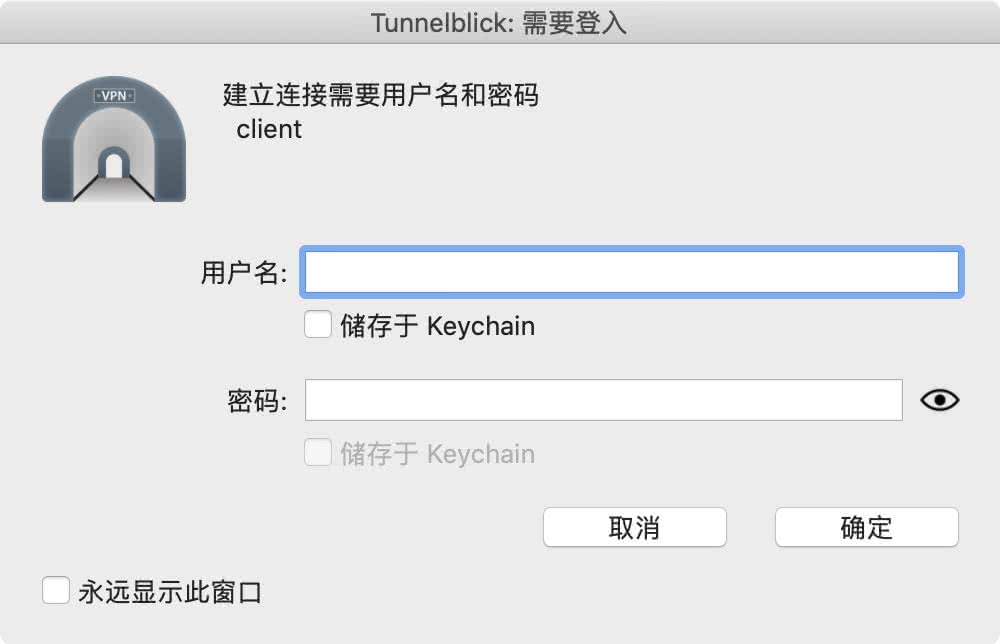 Tunnelblick: 需要登入
VPN
建立连接需要用户名和密码
client
用户名:
储存于 Keychain
密码:
储存于 Keychain
取消
确定
永远显示此窗口